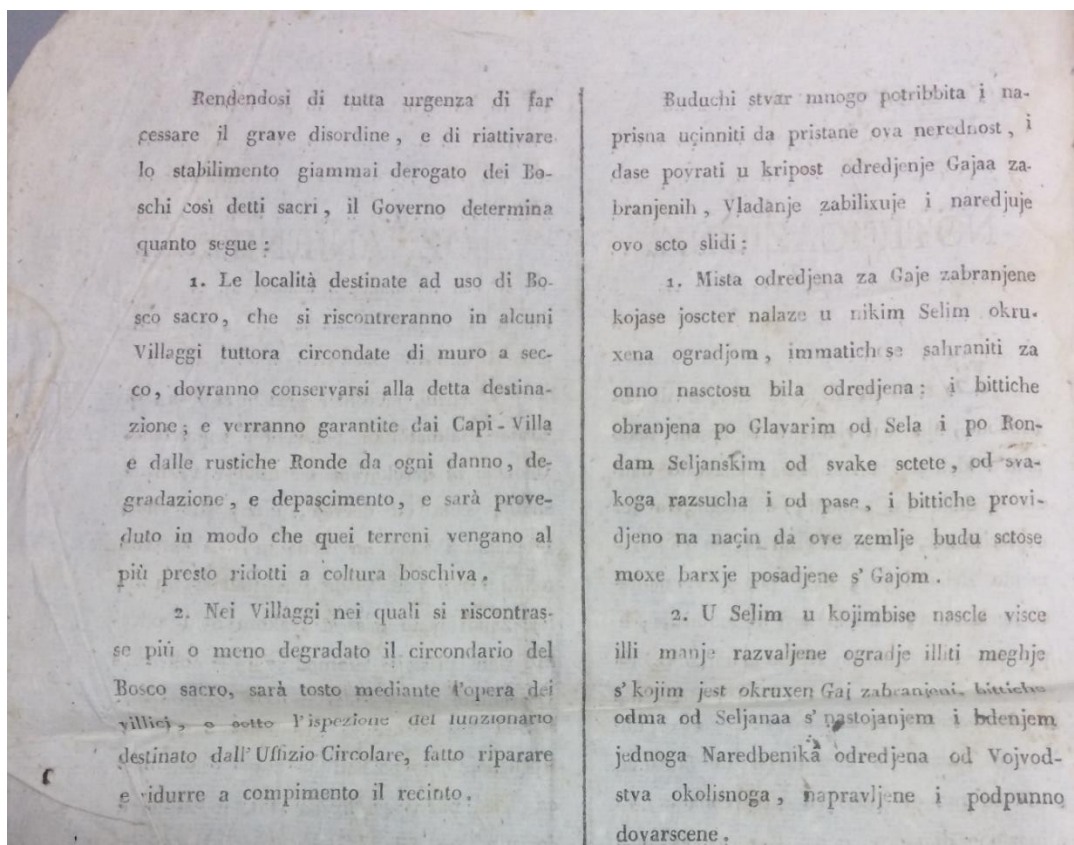 Rendendosi di tutta urgenza di far
cessare il grave disordine, e di riattivare
lo stabilimento giammai derogato dei Bo-
schi così detti sacri, il Governo determina
quanto segue:
1. Le località destinate ad uso di Bo-
sco sacro, che si riscontreranno in alcuni
Villaggi tuttora circondate di muro a sec-
co, dovranno conservarsi alla detta destina-
zione; e verranno garantite dai Capi-Villa
e dalle rustiche Ronde da ogni danno, de-
gradazione, e depascimento, e sarà prove-
duto in modo che quei terreni vengano al
più presto ridotti a coltura boschiva.
2. Nei Villaggi nei quali si riscontras-
se più o meno degradato il circondario del
Bosco sacro, sarà tosto mediante l'opera dei
villici, e sotto l'ispezione del funzionario
destinato dall' Uffizio Circolare, fatto riparare
e ridurre a compimento il recinto.
Buduchi stvar mnogo potribbita i na-
prisna uçinniti da pristane ova nerednost, i
dase povrati u kripost odredjenje Gajaa za-
branjenih, Vladanje zabilixuje i naredjuje
ovo scto slidi:
1. Mista odredjena za Gaje zabranjene
kojase joscter nalaze u nikim Selim okru-
xena ogradjom, immatich se sahraniti za
onno nasctosu bila odredjena: i bittiche
obranjena po Glavarim od Sela i po Ron-
dam Seljanskim od svake sctete, od sva-
koga razsucha i od pase, i bittiche provi-
djeno na naçin da ove zemlje budu sctose
moxe barxje posadjene s' Gajom.
2. U Selim u kojimbise nascle visce
illi manje razvaljene ogradje illiti meghje
s' kojim jest okruxen Gaj zabranjeni, bittiche
odma od Seljanaa s' nastojanjem i bdenjem
jednoga Naredbenika odredjena od Vojvod-
stva okolisnoga, napravljene i podpunno
dovarscene.